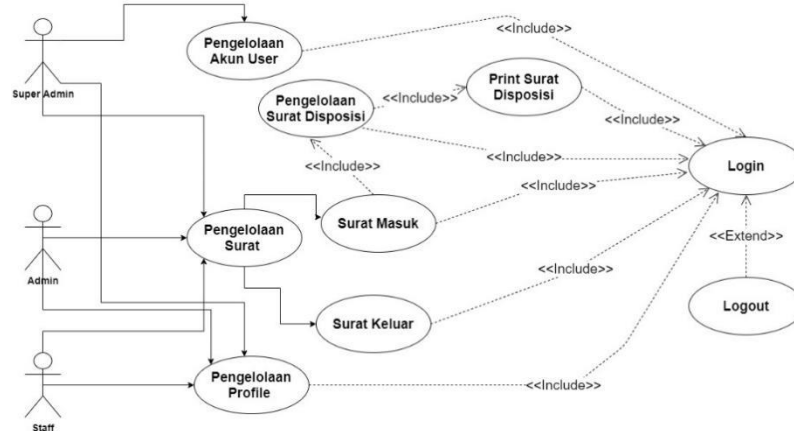 Pengelolaan
Akun User
<<Include>>
Super Admin
Pengelolaan
Surat Disposisi
<<Include>>
Print Surat
Disposisi
<<Include>>
<<Include>>
<<Include>>
Login
Pengelolaan
Surat
Surat Masuk
<<Include>>
<<Extend>>
Admin
<<Include>>
Surat Keluar
Logout
Pengelolaan
Profile
<<Include>>
Staff